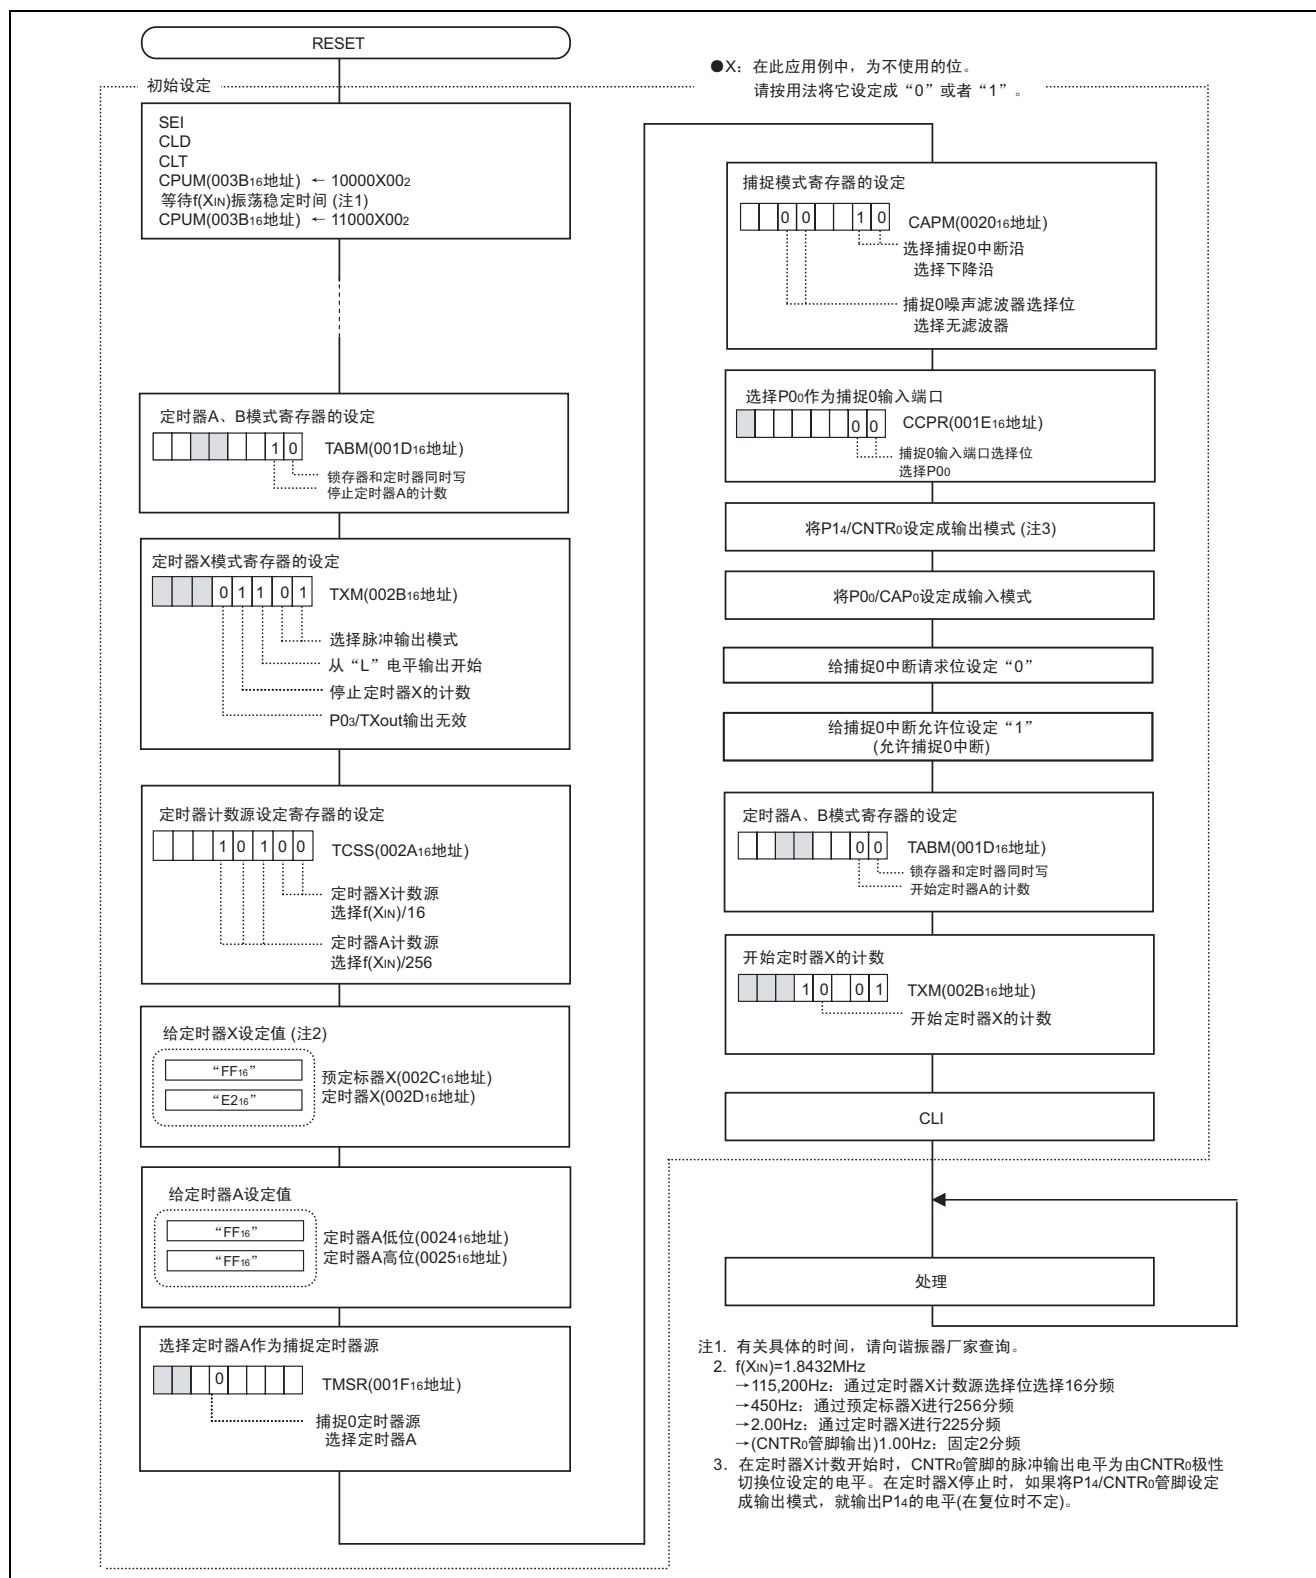 RESET
初始设定
SEI
CLD
CLT
CPUM(003B16地址) ← 10000X002
等待f(XIN)振荡稳定时间 (注1)
CPUM(003B16地址) ← 11000X002
定时器A、B模式寄存器的设定
1 0 TABM(001D16地址)
锁存器和定时器同时写
停止定时器A的计数
定时器X模式寄存器的设定
0 1 1 0 1 TXM(002B16地址)
选择脉冲输出模式
从“L”电平输出开始
停止定时器X的计数
P03/TXout输出无效
定时器计数源设定寄存器的设定
1 0 1 0 0 TCSS(002A16地址)
定时器X计数源
选择f(XIN)/16
定时器A计数源
选择f(XIN)/256
给定时器X设定值 (注2)
“FF16” 预定标器X(002C16地址)
“E216” 定时器X(002D16地址)
给定时器A设定值
“FF16” 定时器A低位(002416地址)
“FF16” 定时器A高位(002516地址)
选择定时器A作为捕捉定时器源
0 TMSR(001F16地址)
捕捉0定时器源
选择定时器A
●X：在此应用例中，为不使用的位。
请按用法将它设定成“0”或者“1”。
捕捉模式寄存器的设定
0 0 1 0 CAPM(002016地址)
选择捕捉0中断沿
选择下降沿
捕捉0噪声滤波器选择位
选择无滤波器
选择P00作为捕捉0输入端口
0 0 CCPR(001E16地址)
捕捉0输入端口选择位
选择P00
将P14/CNTR0设定成输出模式 (注3)
将P00/CAP0设定成输入模式
给捕捉0中断请求位设定“0”
给捕捉0中断允许位设定“1”
(允许捕捉0中断)
定时器A、B模式寄存器的设定
0 0 TABM(001D16地址)
锁存器和定时器同时写
开始定时器A的计数
开始定时器X的计数
1 0 0 1 TXM(002B16地址)
开始定时器X的计数
CLI
处理
注1. 有关具体的时间，请向谐振器厂家查询。
2. f(XIN)=1.8432MHz
→115,200Hz：通过定时器X计数源选择位选择16分频
→450Hz：通过预定标器X进行256分频
→2.00Hz：通过定时器X进行225分频
→(CNTR0管脚输出)1.00Hz：固定2分频
3. 在定时器X计数开始时，CNTR0管脚的脉冲输出电平为由CNTR0极性
切换位设定的电平。在定时器X停止时，如果将P14/CNTR0管脚设定
成输出模式，就输出P14的电平(在复位时不定)。